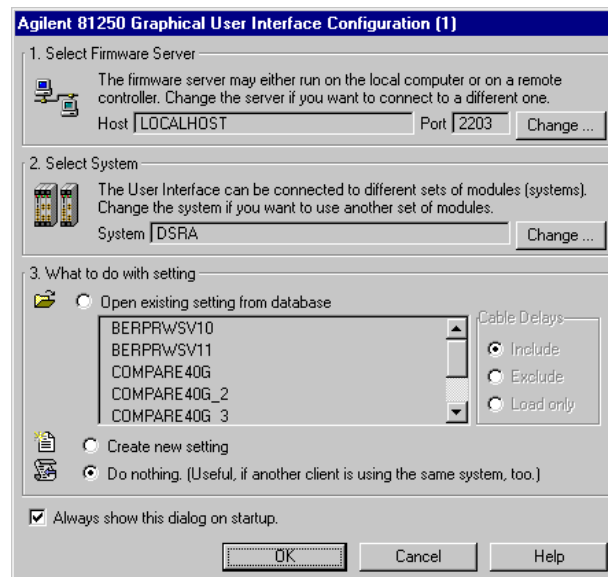 Agilent 81250 Graphical User Interface Configuration (1)
1. Select Firmware Server
The firmware server may either run on the local computer or on a remote
controller. Change the server if you want to connect to a different one.
Host LOCALHOST Port 2203 Change ...
2. Select System
The User Interface can be connected to different sets of modules (systems).
Change the system if you want to use another set of modules.
System DSRA Change ...
3. What to do with setting
Open existing setting from database
BERPRWSV10
BERPRWSV11
COMPARE40G
COMPARE40G_2
COMPARE40G_3
Cable Delays
Include
Exclude
Load only
Create new setting
Do nothing. (Useful, if another client is using the same system, too.)
Always show this dialog on startup.
OK Cancel Help